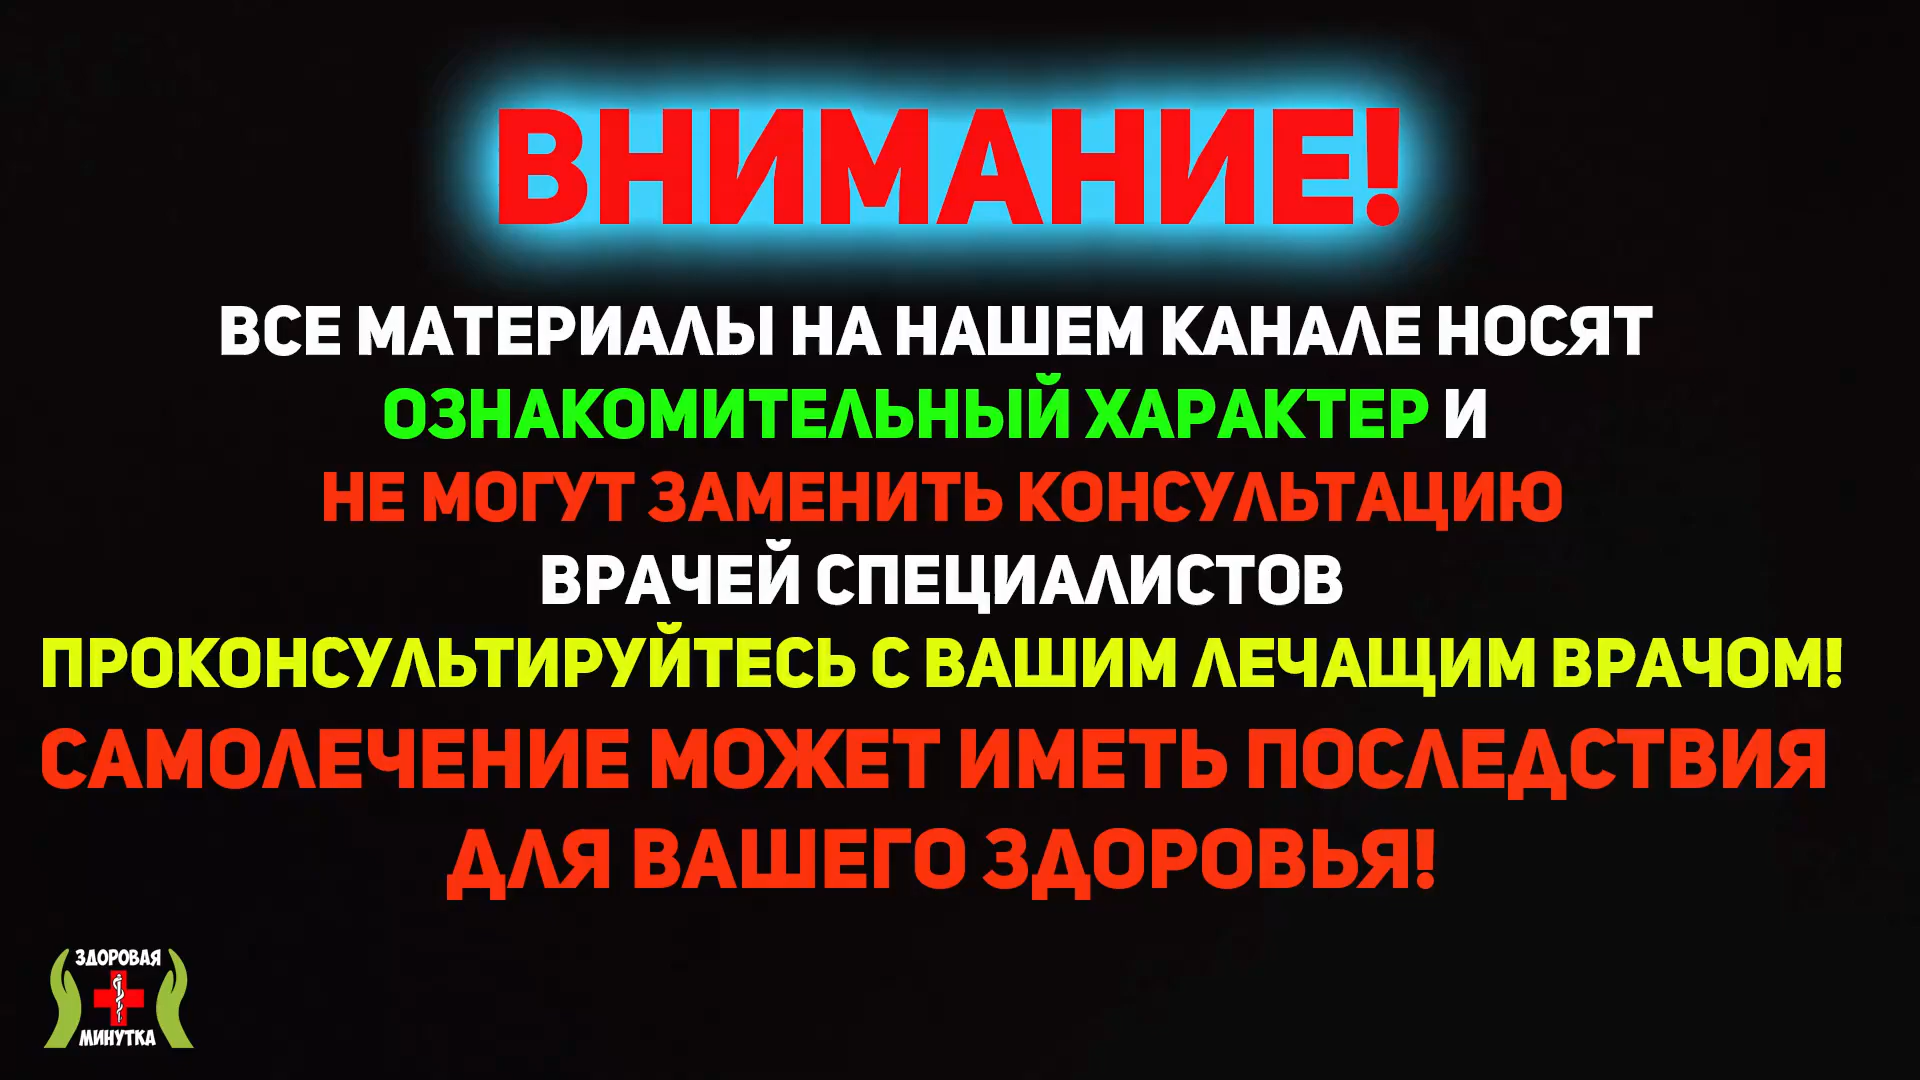 ВНИМАНИЕ!
ВСЕ МАТЕРИАЛЫ НА НАШЕМ КАНАЛЕ НОСЯТ
ОЗНАКОМИТЕЛЬНЫЙ ХАРАКТЕР И
НЕ МОГУТ ЗАМЕНИТЬ КОНСУЛЬТАЦИЮ
ВРАЧЕЙ СПЕЦИАЛИСТОВ
ПРОКОНСУЛЬТИРУЙТЕСЬ С ВАШИМ ЛЕЧАЩИМ ВРАЧОМ!
САМОЛЕЧЕНИЕ МОЖЕТ ИМЕТЬ ПОСЛЕДСТВИЯ
ДЛЯ ВАШЕГО ЗДОРОВЬЯ!
ЗДОРОВАЯ
МИНУТКА